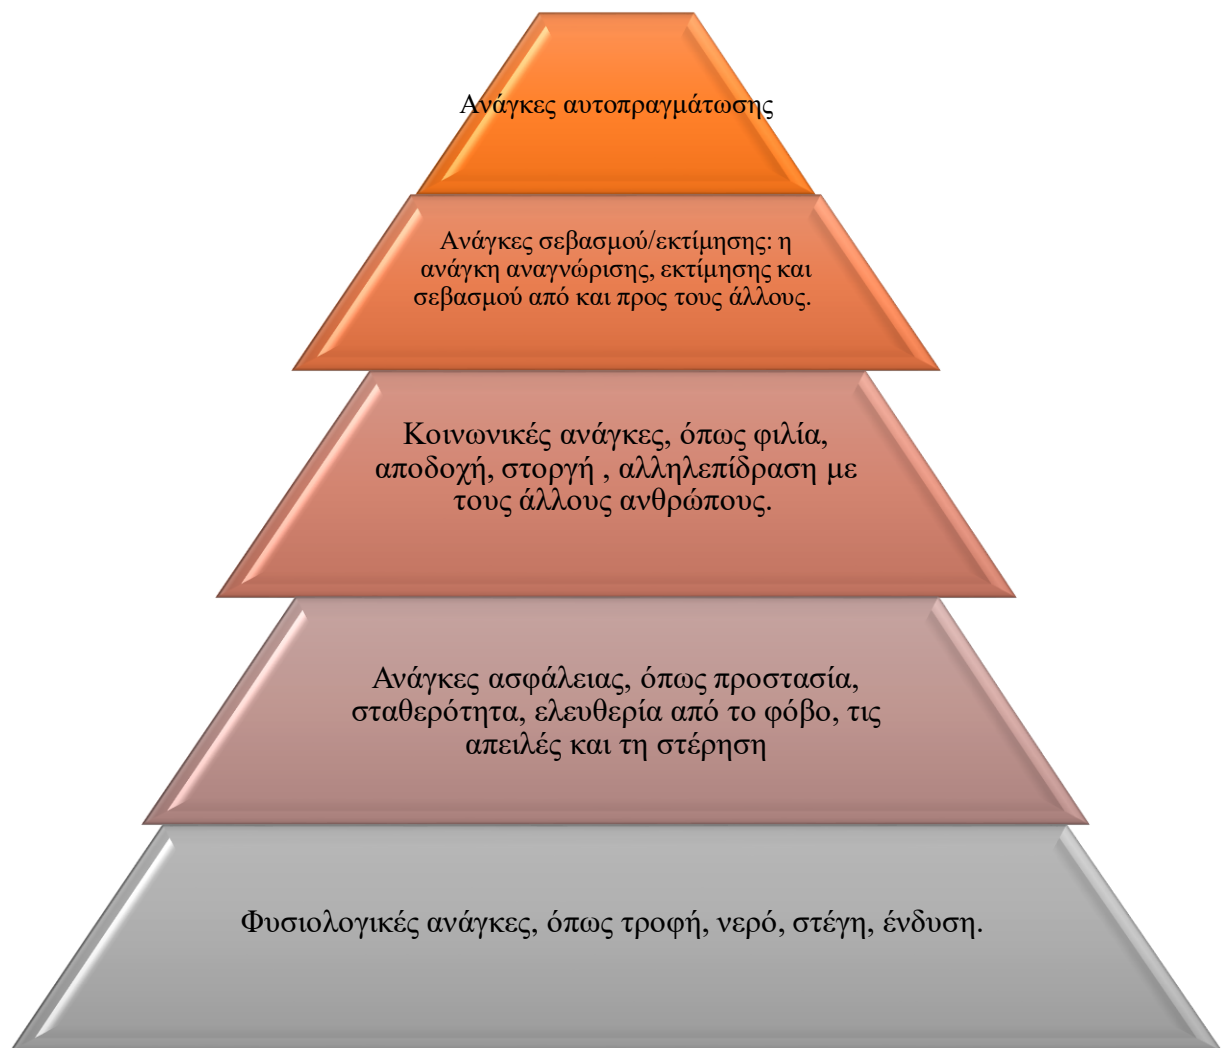 Ανάγκες αυτοπραγμάτωσης
Ανάγκες σεβασμού/εκτίμησης: η
ανάγκη αναγνώρισης, εκτίμησης και
σεβασμού από και προς τους άλλους.
Κοινωνικές ανάγκες, όπως φιλία,
αποδοχή, στοργή , αλληλεπίδραση με
τους άλλους ανθρώπους.
Ανάγκες ασφάλειας, όπως προστασία,
σταθερότητα, ελευθερία από το φόβο, τις
απειλές και τη στέρηση
Φυσιολογικές ανάγκες, όπως τροφή, νερό, στέγη, ένδυση.